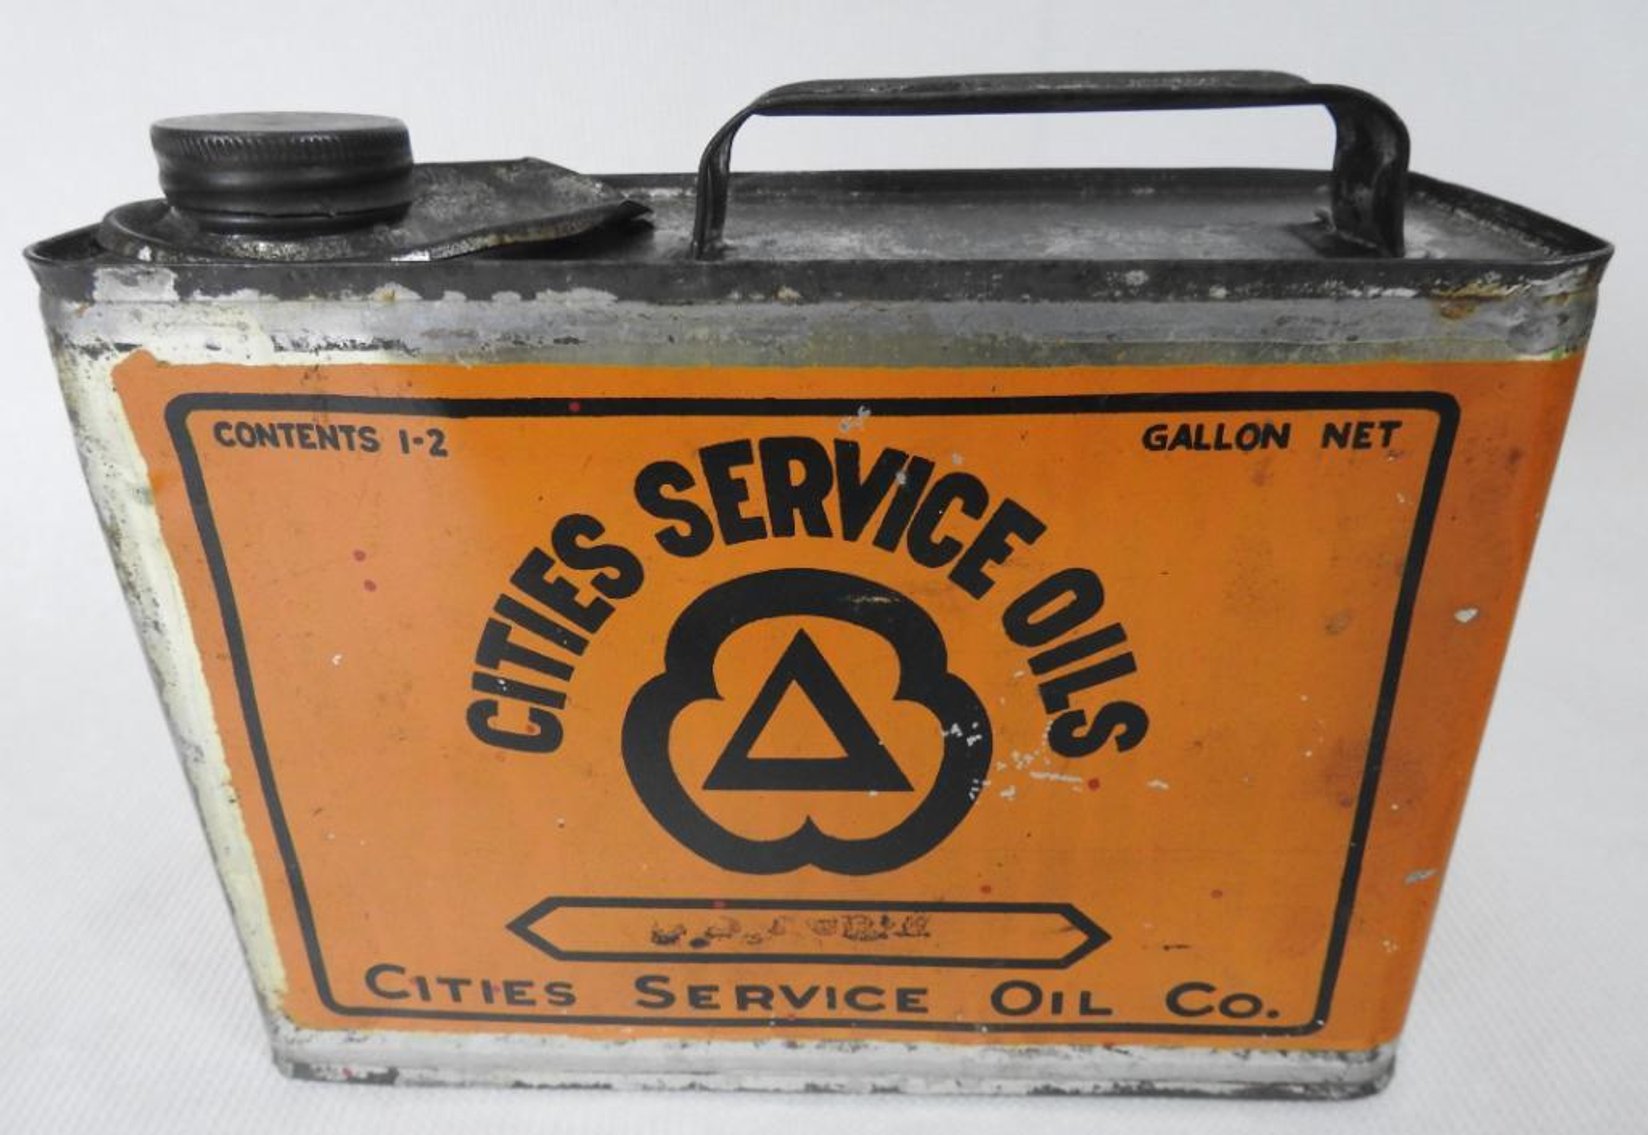 CONTENTS 1-2 GALLON NET
CITIES SERVICE OILS
CITIES SERVICE OIL CO.